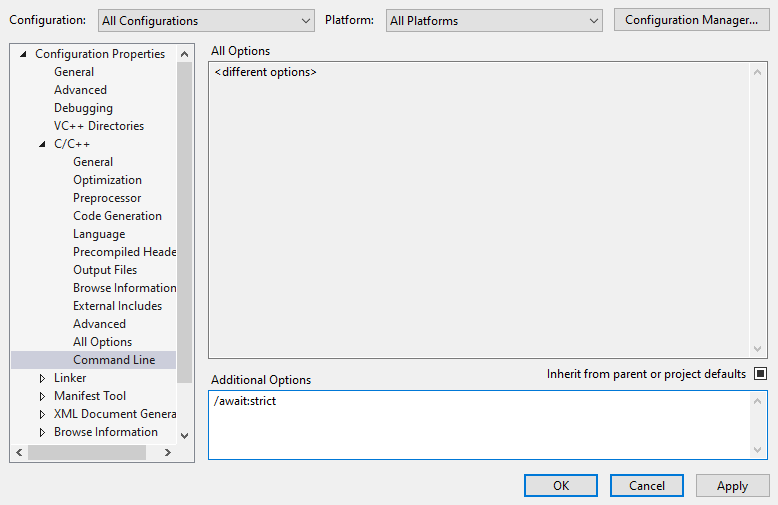 Configuration: All Configurations Platform: All Platforms Configuration Manager...
Configuration Properties
General
Advanced
Debugging
VC++ Directories
C/C++
General
Optimization
Preprocessor
Code Generation
Language
Precompiled Heade
Output Files
Browse Information
External Includes
Advanced
All Options
Command Line
Linker
Manifest Tool
XML Document Genera
Browse Information
All Options
<different options>
Additional Options Inherit from parent or project defaults
/await:strict
OK Cancel Apply